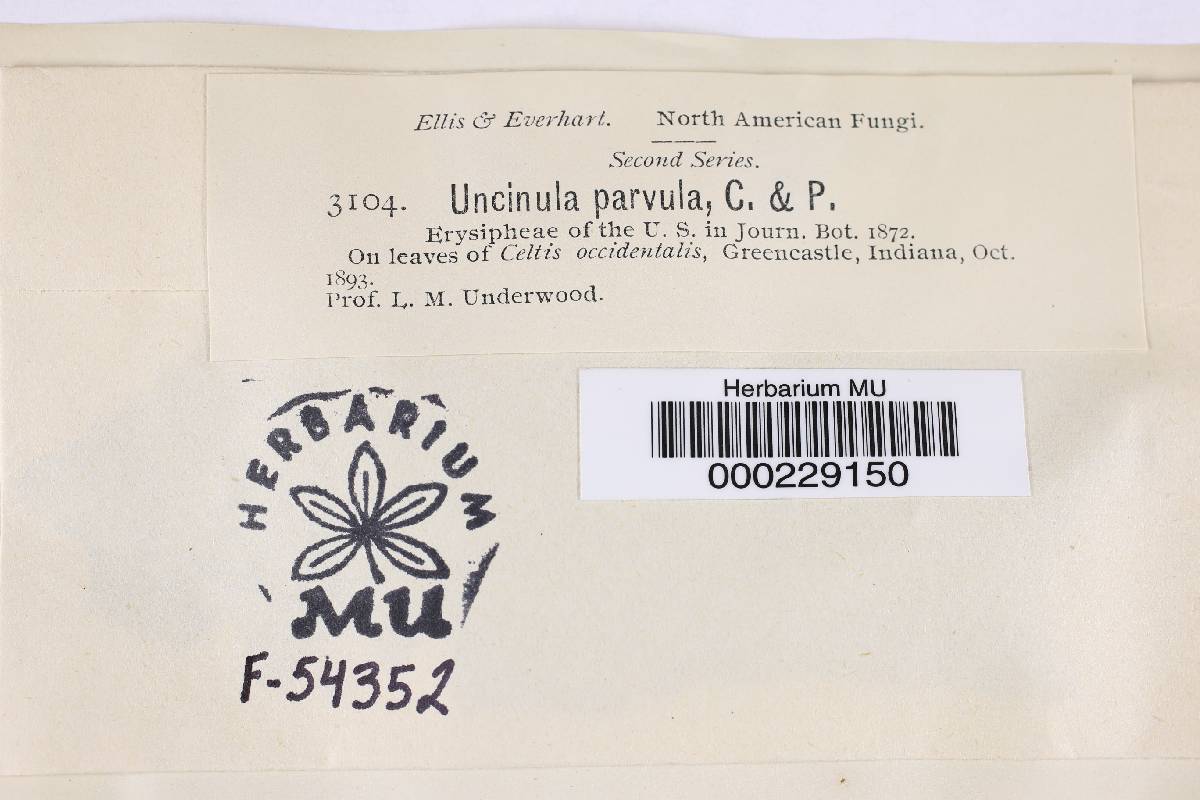 Ellis & Everhart. North American Fungi.
Second Series.
3104. Uncinula parvula, C. & P.
Erysipheae of the U. S. in Journ. Bot. 1872.
On leaves of Celtis occidentalis, Greencastle, Indiana, Oct.
1893.
Prof. L. M. Underwood.
Herbarium MU
000229150
HERBARIUM
MU
F-54352